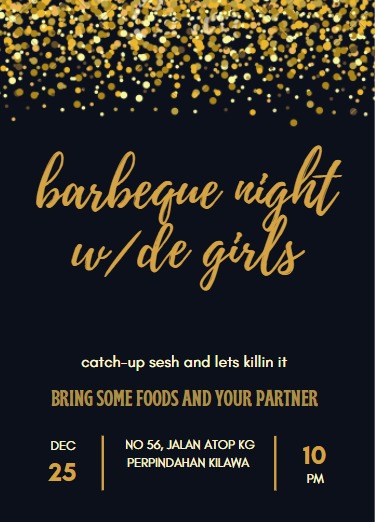 barbeque night
w/de girls
catch-up sesh and lets killin it
BRING SOME FOODS AND YOUR PARTNER
DEC
25
NO 56, JALAN ATOP KG
PERPINDAHAN KILAWA
10
PM